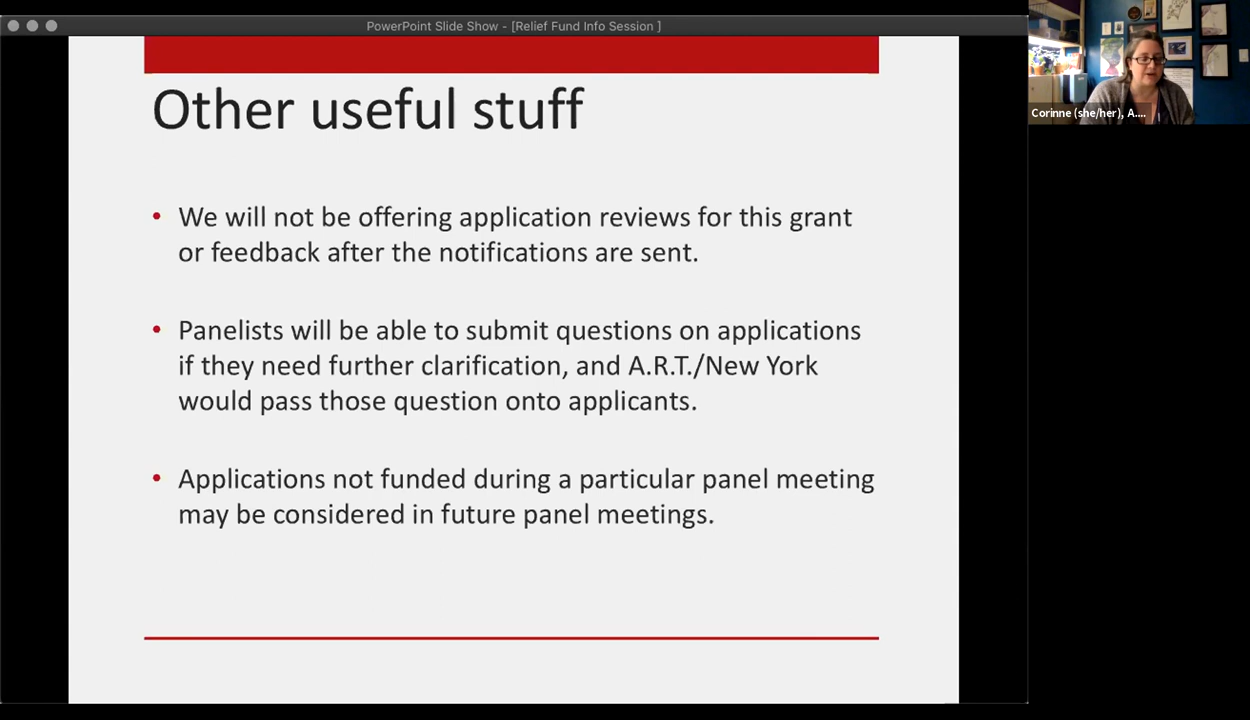 PowerPoint Slide Show - [Relief Fund Info Session ]
Corinne (she/her), A....
Other useful stuff
• We will not be offering application reviews for this grant
or feedback after the notifications are sent.
• Panelists will be able to submit questions on applications
if they need further clarification, and A.R.T./New York
would pass those question onto applicants.
• Applications not funded during a particular panel meeting
may be considered in future panel meetings.